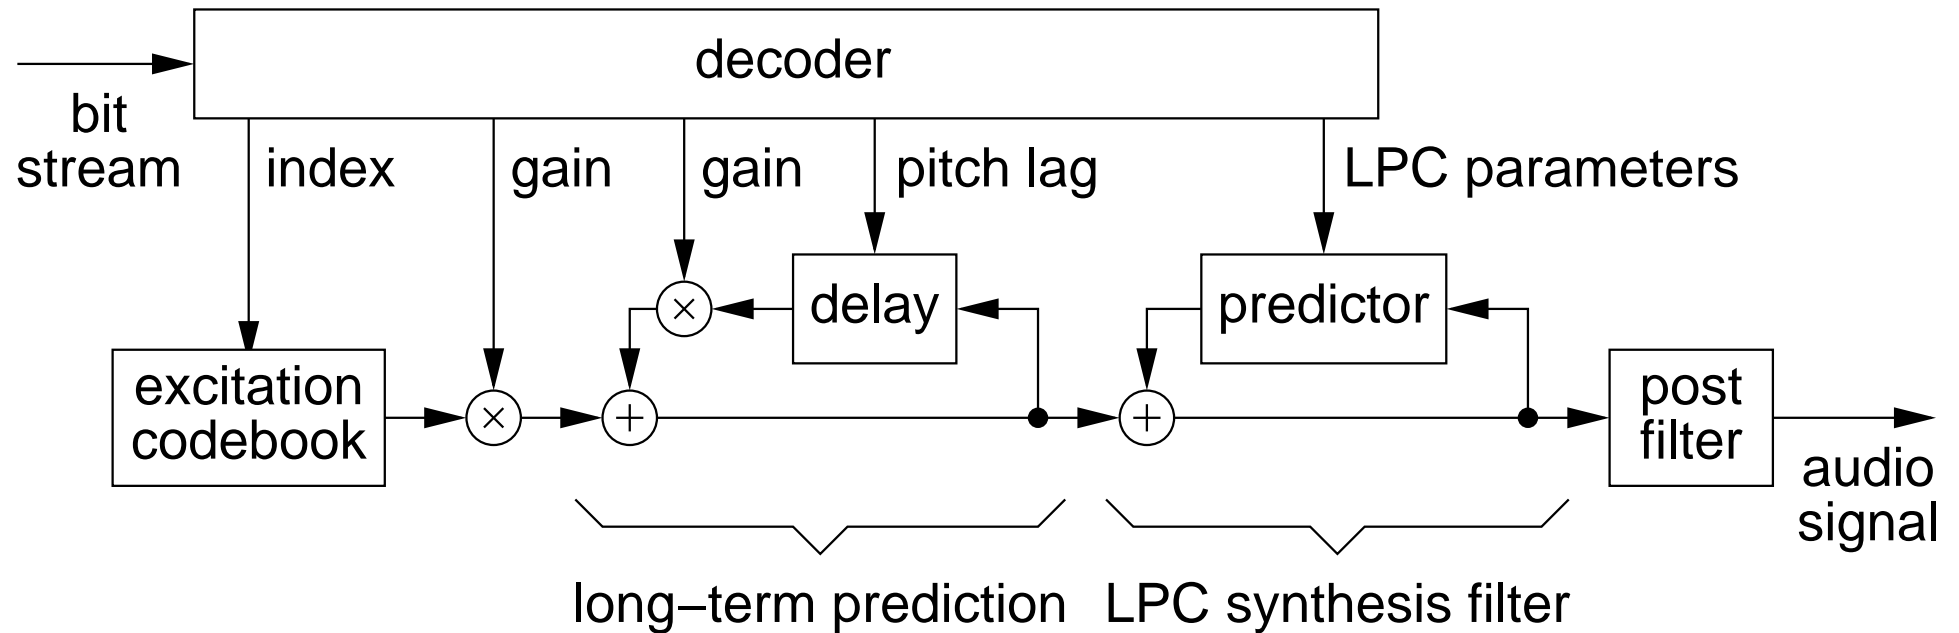 decoder
bit
stream
index
gain
gain
pitch lag
LPC parameters
delay
predictor
excitation
codebook
post
filter
audio
signal
long−term prediction
LPC synthesis filter